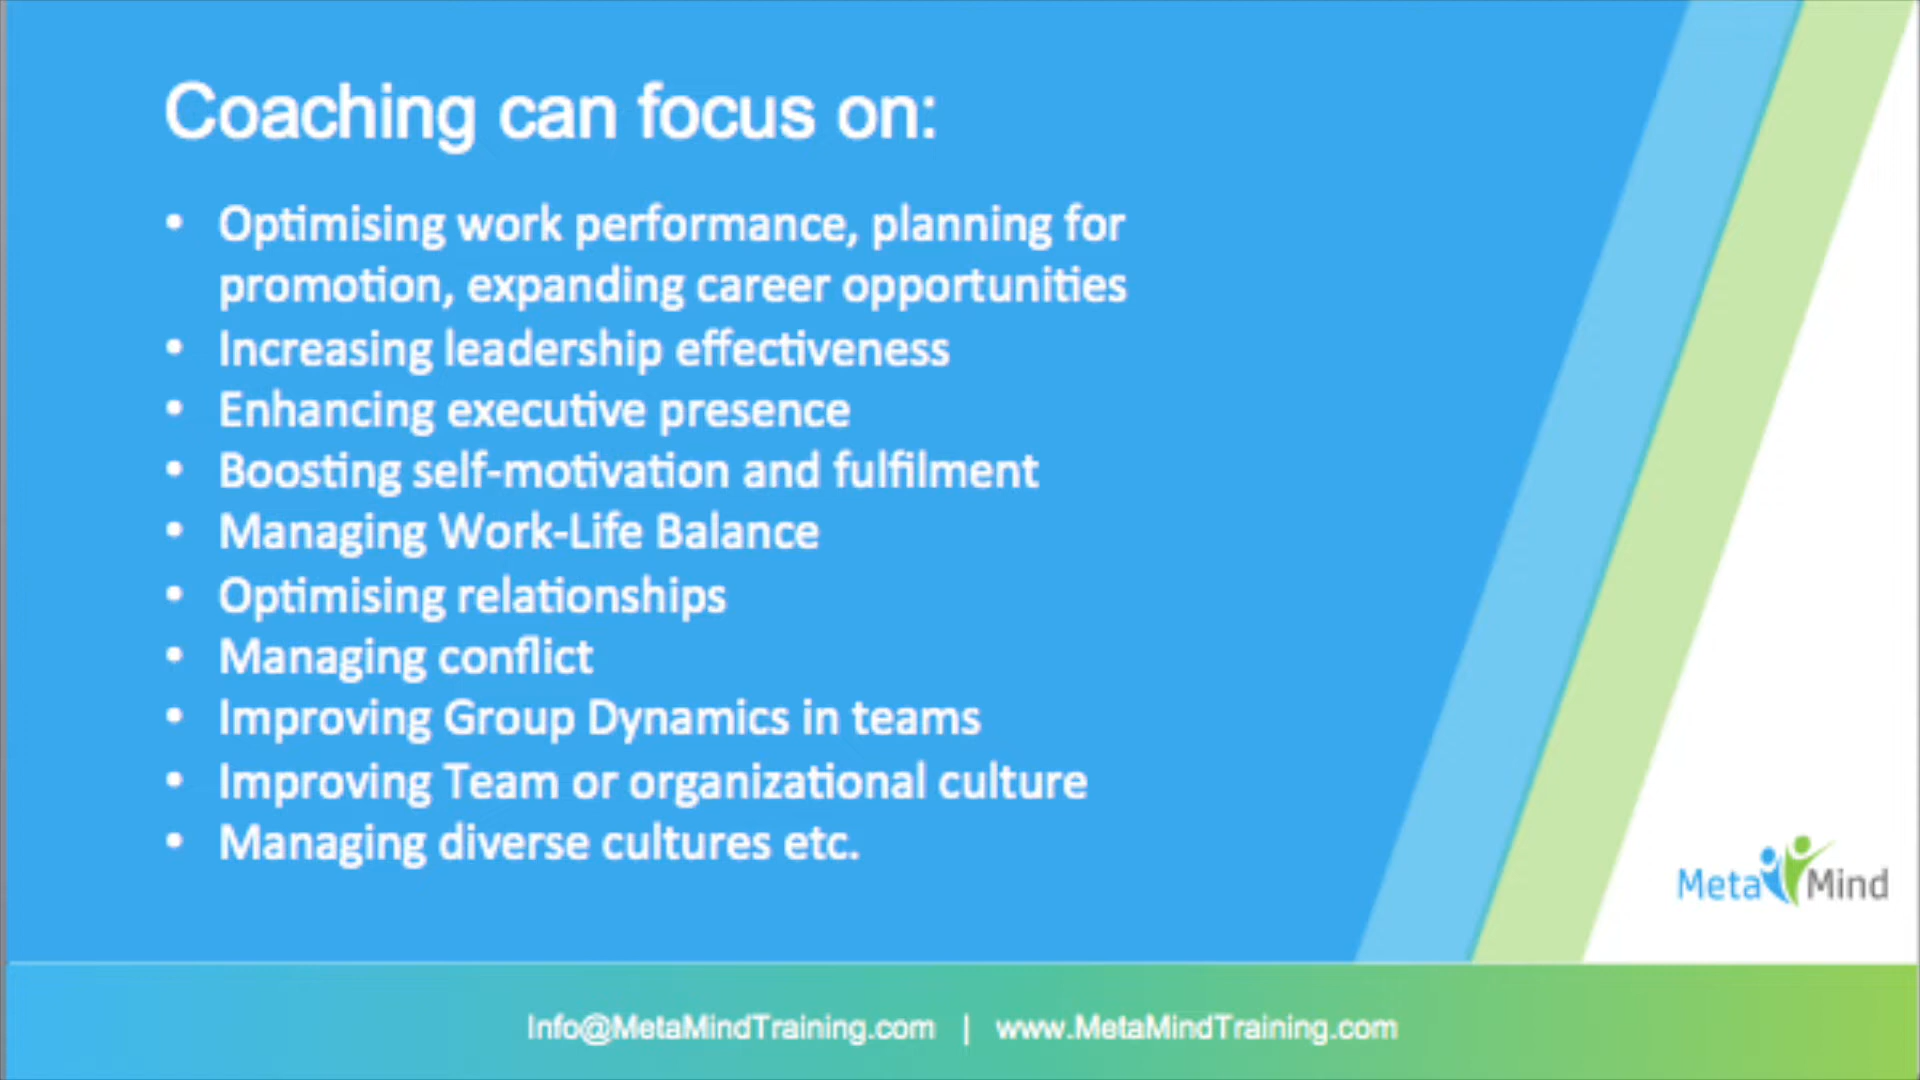 Coaching can focus on:
• Optimising work performance, planning for
promotion, expanding career opportunities
• Increasing leadership effectiveness
• Enhancing executive presence
• Boosting self-motivation and fulfilment
• Managing Work-Life Balance
• Optimising relationships
• Managing conflict
• Improving Group Dynamics in teams
• Improving Team or organizational culture
• Managing diverse cultures etc.
Meta Mind
Info@MetaMindTraining.com | www.MetaMindTraining.com